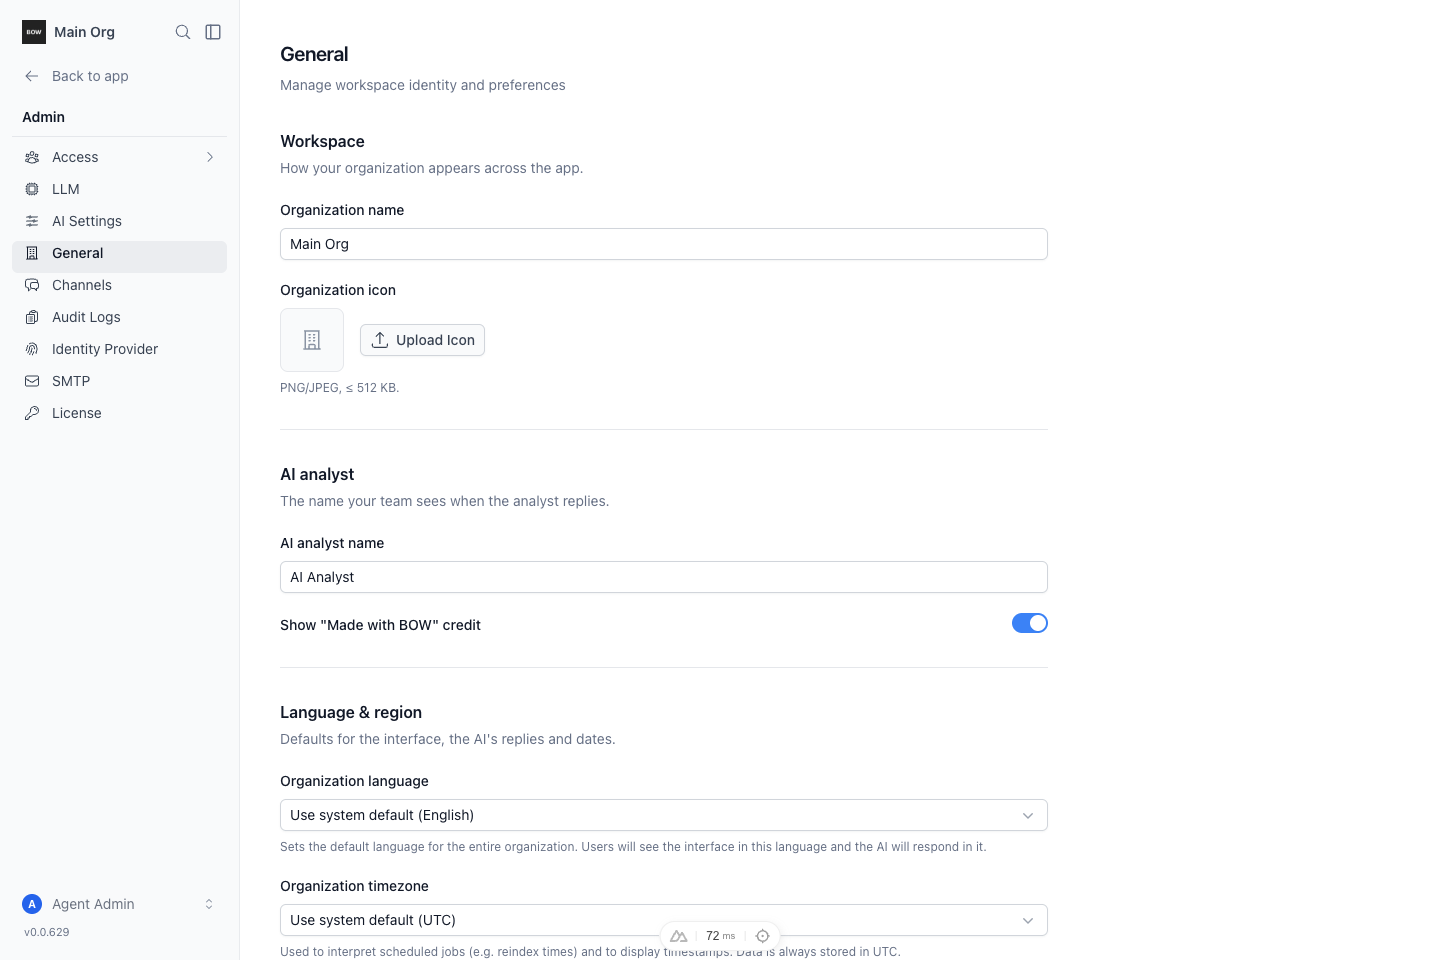 BOW
Main Org
Back to app
Admin
Access
LLM
AI Settings
General
Channels
Audit Logs
Identity Provider
SMTP
License
Agent Admin
v0.0.629
General
Manage workspace identity and preferences
Workspace
How your organization appears across the app.
Organization name
Main Org
Organization icon
Upload Icon
PNG/JPEG, ≤ 512 KB.
AI analyst
The name your team sees when the analyst replies.
AI analyst name
AI Analyst
Show "Made with BOW" credit
Language & region
Defaults for the interface, the AI's replies and dates.
Organization language
Use system default (English)
Sets the default language for the entire organization. Users will see the interface in this language and the AI will respond in it.
Organization timezone
Use system default (UTC)
72 ms
Used to interpret scheduled jobs (e.g. reindex times) and to display timestamps. Data is always stored in UTC.